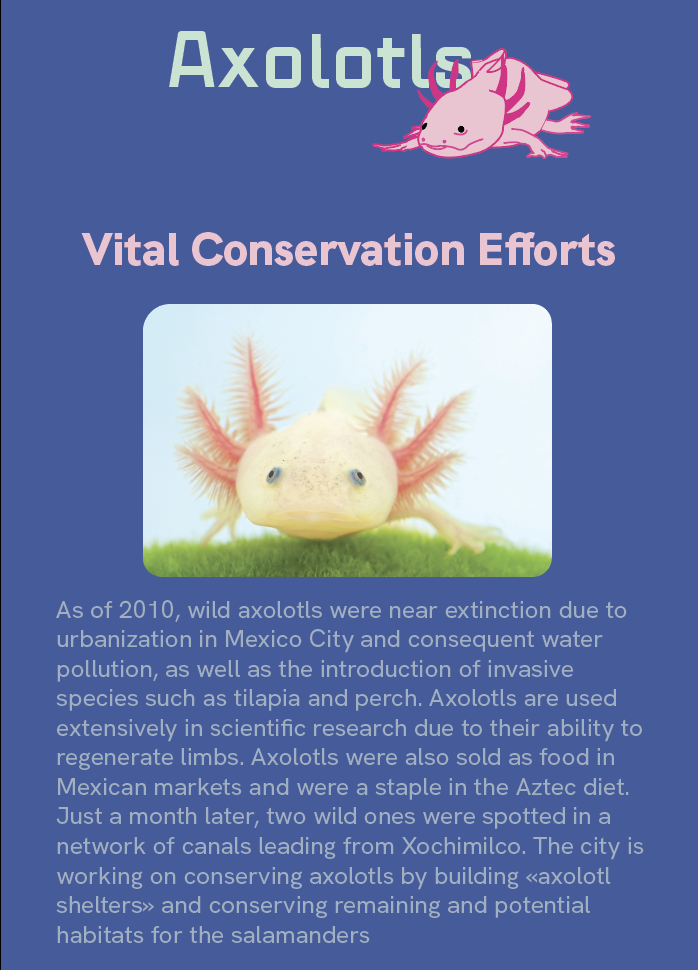 Axolotls
Vital Conservation Efforts
As of 2010, wild axolotls were near extinction due to
urbanization in Mexico City and consequent water
pollution, as well as the introduction of invasive
species such as tilapia and perch. Axolotls are used
extensively in scientific research due to their ability to
regenerate limbs. Axolotls were also sold as food in
Mexican markets and were a staple in the Aztec diet.
Just a month later, two wild ones were spotted in a
network of canals leading from Xochimilco. The city is
working on conserving axolotls by building «axolotl
shelters» and conserving remaining and potential
habitats for the salamanders